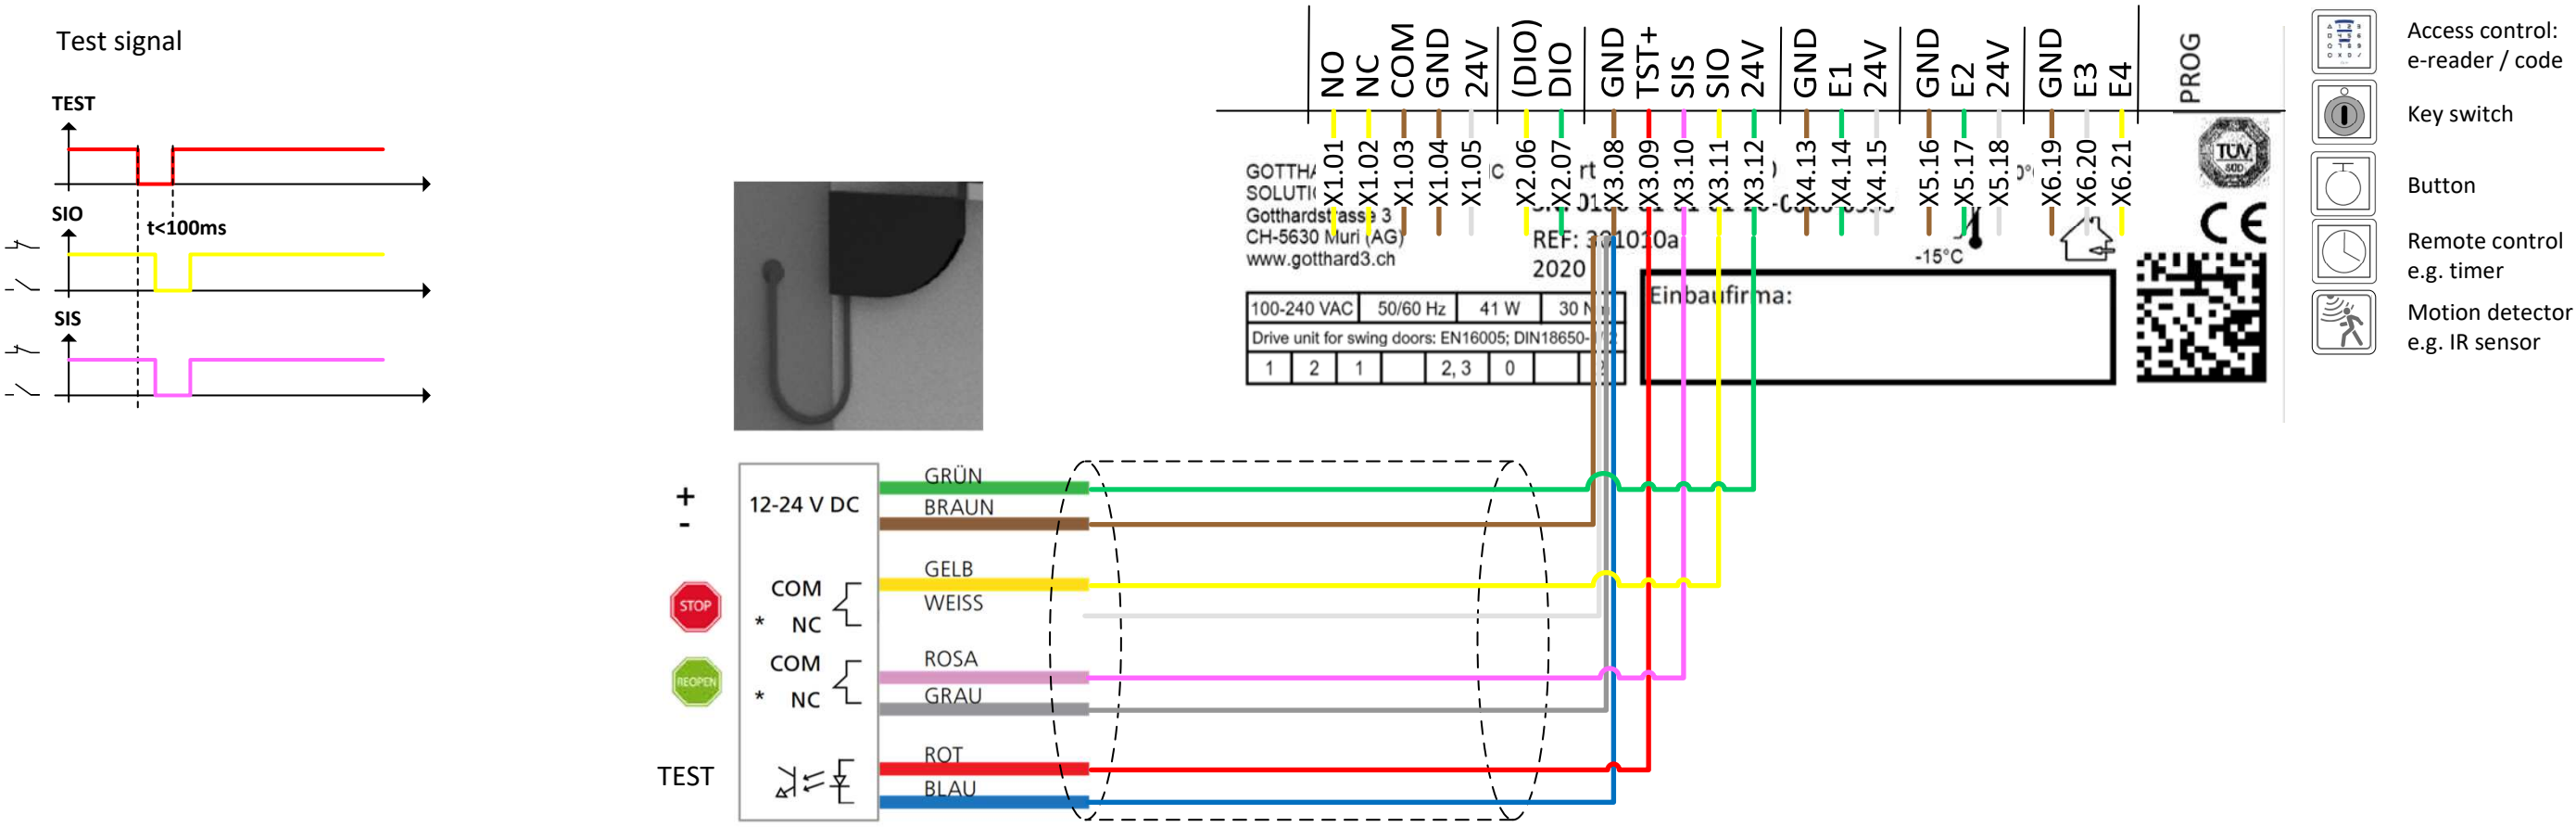 Test signal
TEST
SIO
t<100ms
SIS
NO
NC
COM
GND
24V
(DIO)
DIO
GND
TST+
SIS
SIO
24V
GND
E1
24V
GND
E2
24V
GND
E3
E4
PROG
X1.01
X1.02
X1.03
X1.04
X1.05
X2.06
X2.07
X3.08
X3.09
X3.10
X3.11
X3.12
X4.13
X4.14
X4.15
X5.16
X5.17
X5.18
X6.19
X6.20
X6.21
Gotthardstrasse 3
CH-5630 Muri (AG)
www.gotthard3.ch
2020
-15°C
TÜV
SÜD
CE
100-240 VAC 50/60 Hz 41 W 30
Drive unit for swing doors: EN16005; DIN18650-
1 2 1 2, 3 0
Einbaufirma:
Access control:
e-reader / code
Key switch
Button
Remote control
e.g. timer
Motion detector
e.g. IR sensor
+
-
12-24 V DC
GRÜN
BRAUN
STOP
COM
* NC
GELB
WEISS
REOPEN
COM
* NC
ROSA
GRAU
TEST
ROT
BLAU